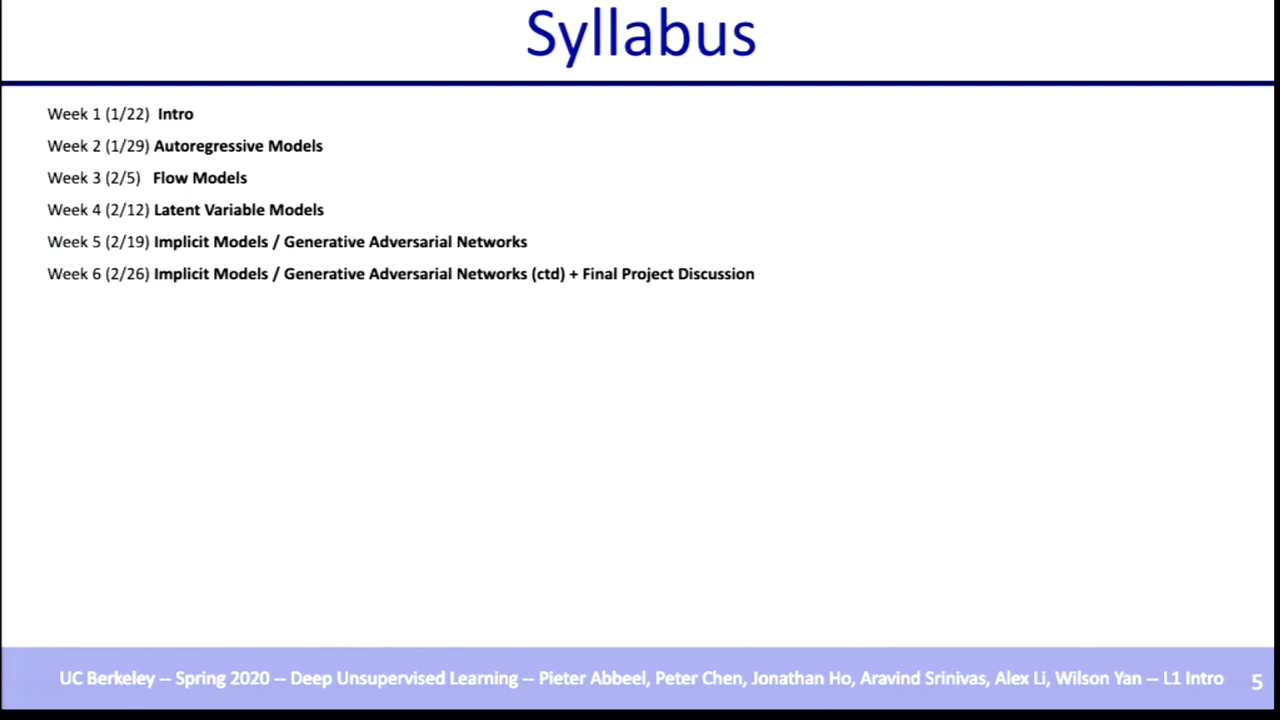 Syllabus
Week 1 (1/22) Intro
Week 2 (1/29) Autoregressive Models
Week 3 (2/5) Flow Models
Week 4 (2/12) Latent Variable Models
Week 5 (2/19) Implicit Models / Generative Adversarial Networks
Week 6 (2/26) Implicit Models / Generative Adversarial Networks (ctd) + Final Project Discussion
UC Berkeley -- Spring 2020 -- Deep Unsupervised Learning -- Pieter Abbeel, Peter Chen, Jonathan Ho, Aravind Srinivas, Alex Li, Wilson Yan -- L1 Intro 5